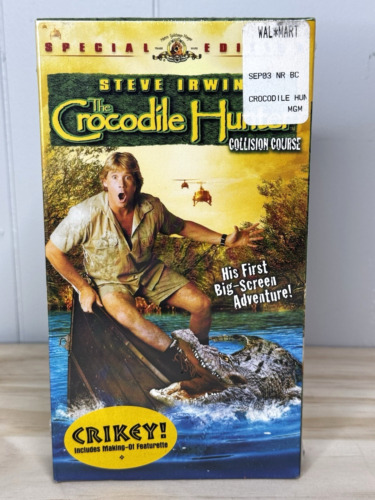 SPECIAL EDI
WAL★MART
SEP03 NR BC
CROCODILE HUN
MGM
STEVE IRWIN
The
Crocodile Hunter
COLLISION COURSE
His First
Big-Screen
Adventure!
CRIKEY!
Includes Making-Of Featurette